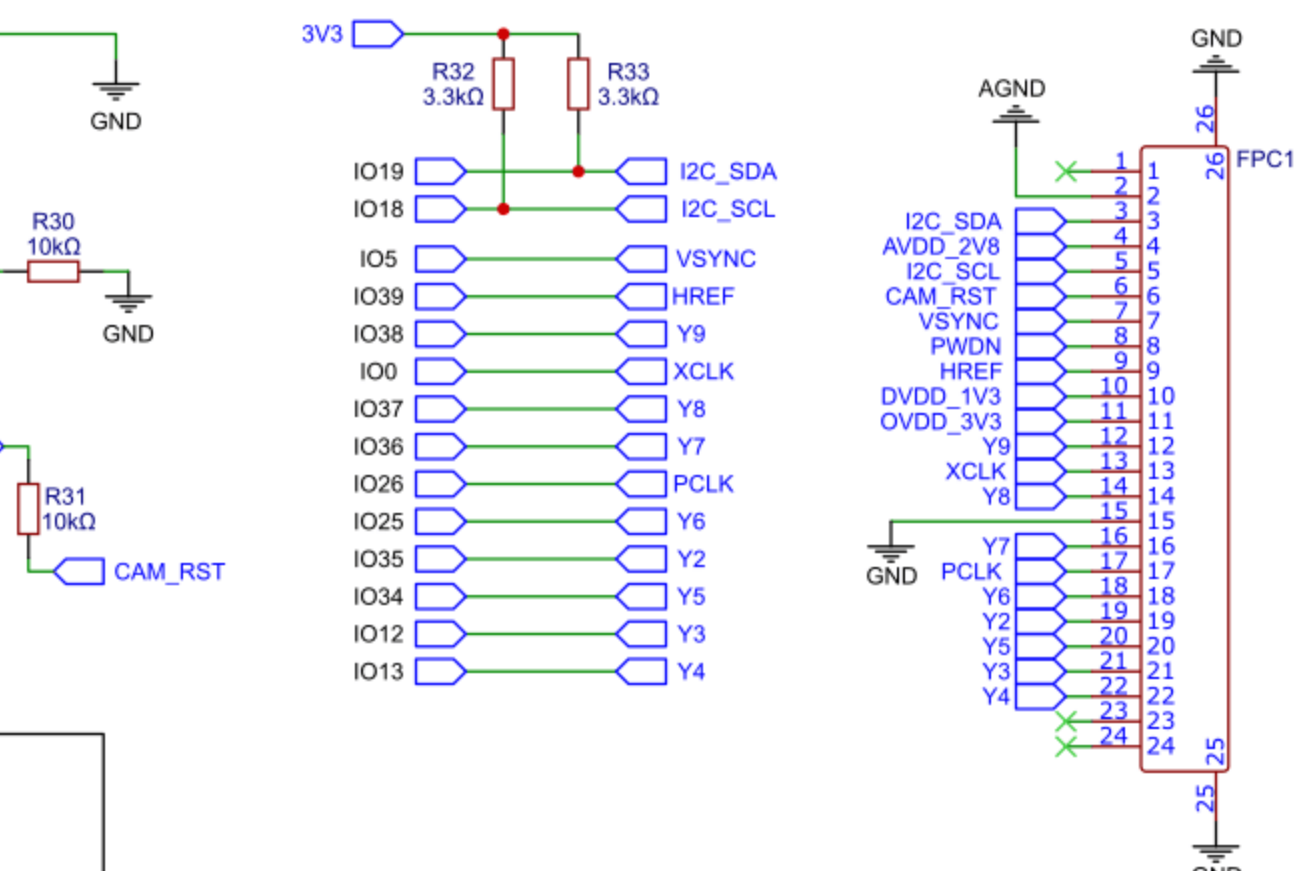 GND
R30
10kΩ
GND
R31
10kΩ
CAM_RST
3V3
R32
3.3kΩ
R33
3.3kΩ
IO19 I2C_SDA
IO18 I2C_SCL
IO5 VSYNC
IO39 HREF
IO38 Y9
IO0 XCLK
IO37 Y8
IO36 Y7
IO26 PCLK
IO25 Y6
IO35 Y2
IO34 Y5
IO12 Y3
IO13 Y4
GND
AGND
26
26
FPC1
1 1
2 2
I2C_SDA 3 3
AVDD_2V8 4 4
I2C_SCL 5 5
CAM_RST 6 6
VSYNC 7 7
PWDN 8 8
HREF 9 9
DVDD_1V3 10 10
OVDD_3V3 11 11
Y9 12 12
XCLK 13 13
Y8 14 14
15 15
GND
Y7 16 16
PCLK 17 17
Y6 18 18
Y2 19 19
Y5 20 20
Y3 21 21
Y4 22 22
23 23
24 24
25
25
GND